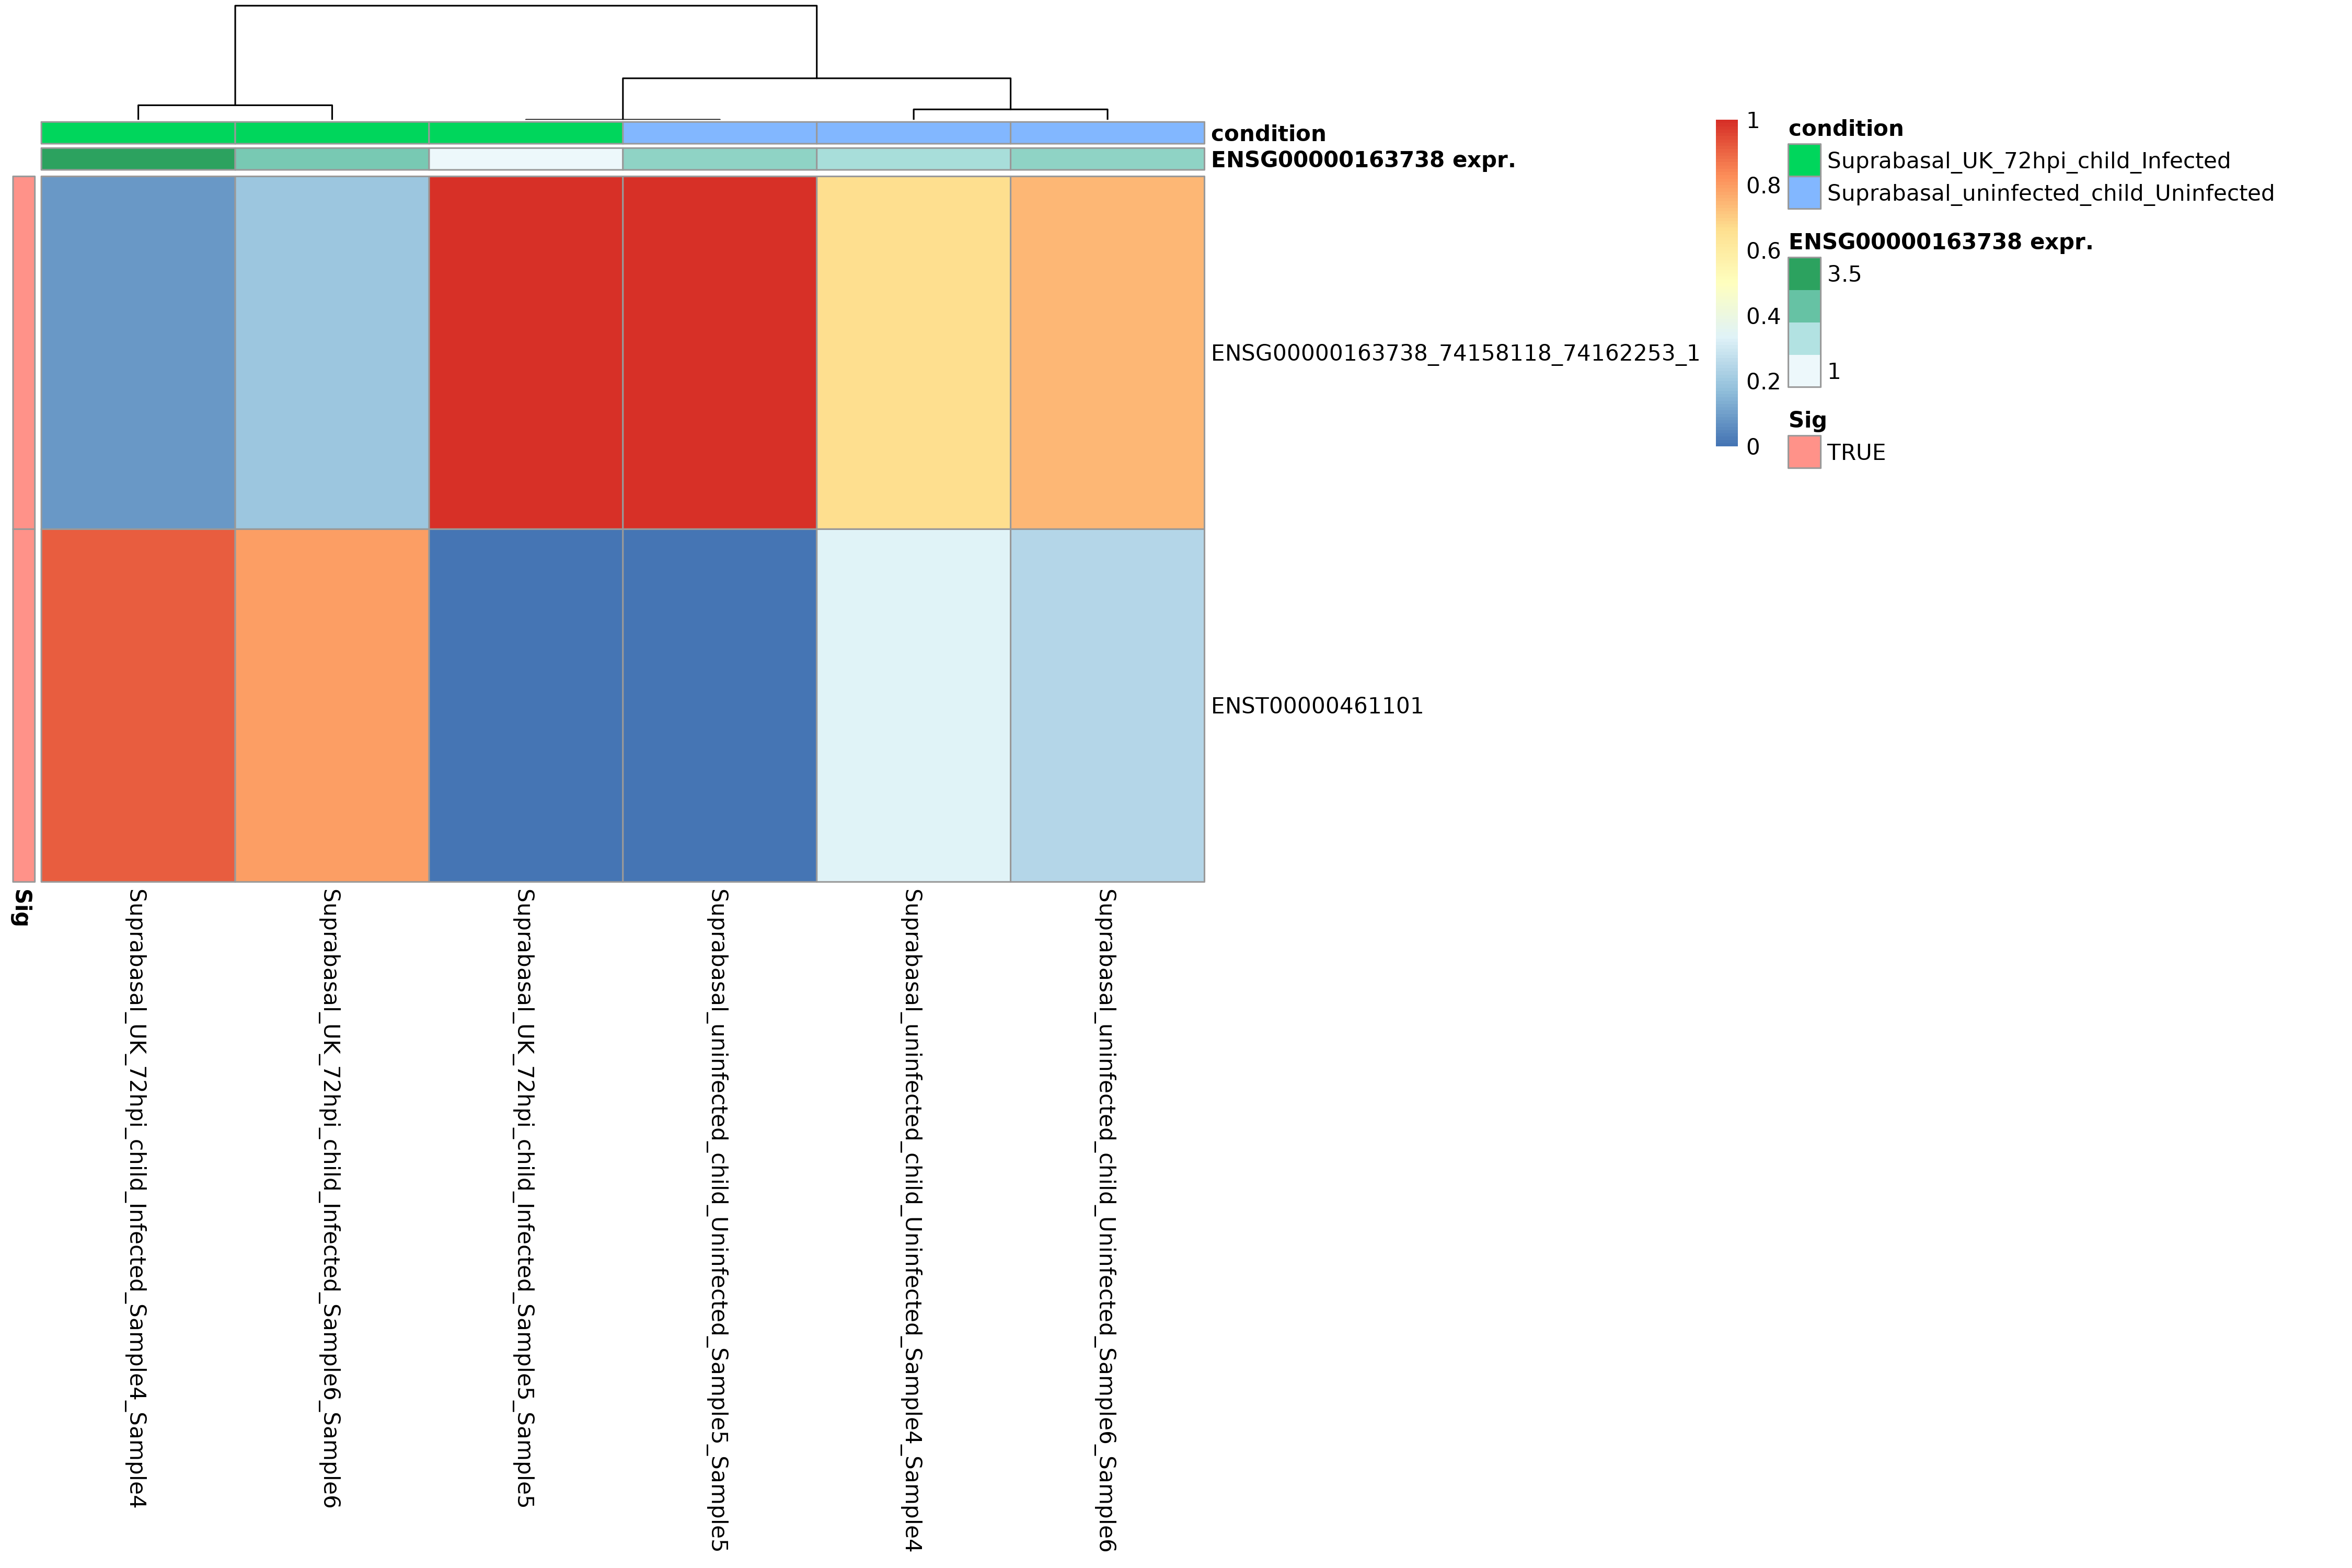 condition
ENSG00000163738 expr.
ENSG00000163738_74158118_74162253_1
ENST00000461101
Sig
Suprabasal_UK_72hpi_child_Infected_Sample4_Sample4
Suprabasal_UK_72hpi_child_Infected_Sample6_Sample6
Suprabasal_UK_72hpi_child_Infected_Sample5_Sample5
Suprabasal_uninfected_child_Uninfected_Sample5_Sample5
Suprabasal_uninfected_child_Uninfected_Sample4_Sample4
Suprabasal_uninfected_child_Uninfected_Sample6_Sample6
1
0.8
0.6
0.4
0.2
0
condition
Suprabasal_UK_72hpi_child_Infected
Suprabasal_uninfected_child_Uninfected
ENSG00000163738 expr.
3.5
1
Sig
TRUE